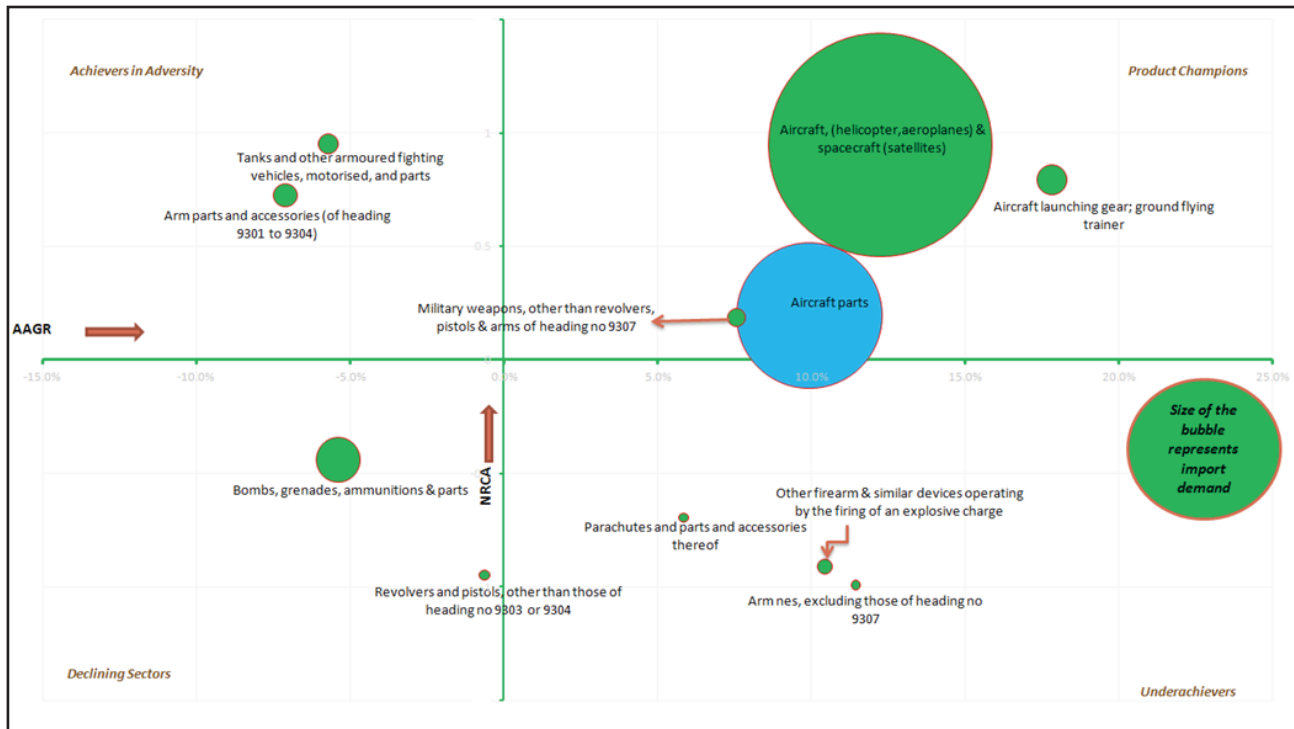 Achievers in Adversity
Product Champions
1
Aircraft, (helicopter,aeroplanes) &
spacecraft (satellites)
Tanks and other armoured fighting
vehicles, motorised, and parts
Arm parts and accessories (of heading
9301 to 9304)
Aircraft launching gear; ground flying
trainer
0.5
Military weapons, other than revolvers,
pistols & arms of heading no 9307
Aircraft parts
AAGR
0
-15.0%
-10.0%
-5.0%
0.0%
5.0%
10.0%
15.0%
20.0%
25.0%
Size of the
bubble
represents
import
demand
NRCA
Bombs, grenades, ammunitions & parts
Other firearm & similar devices operating
by the firing of an explosive charge
Parachutes and parts and accessories
thereof
Revolvers and pistols, other than those of
heading no 9303 or 9304
Arm nes, excluding those of heading no
9307
Declining Sectors
Underachievers